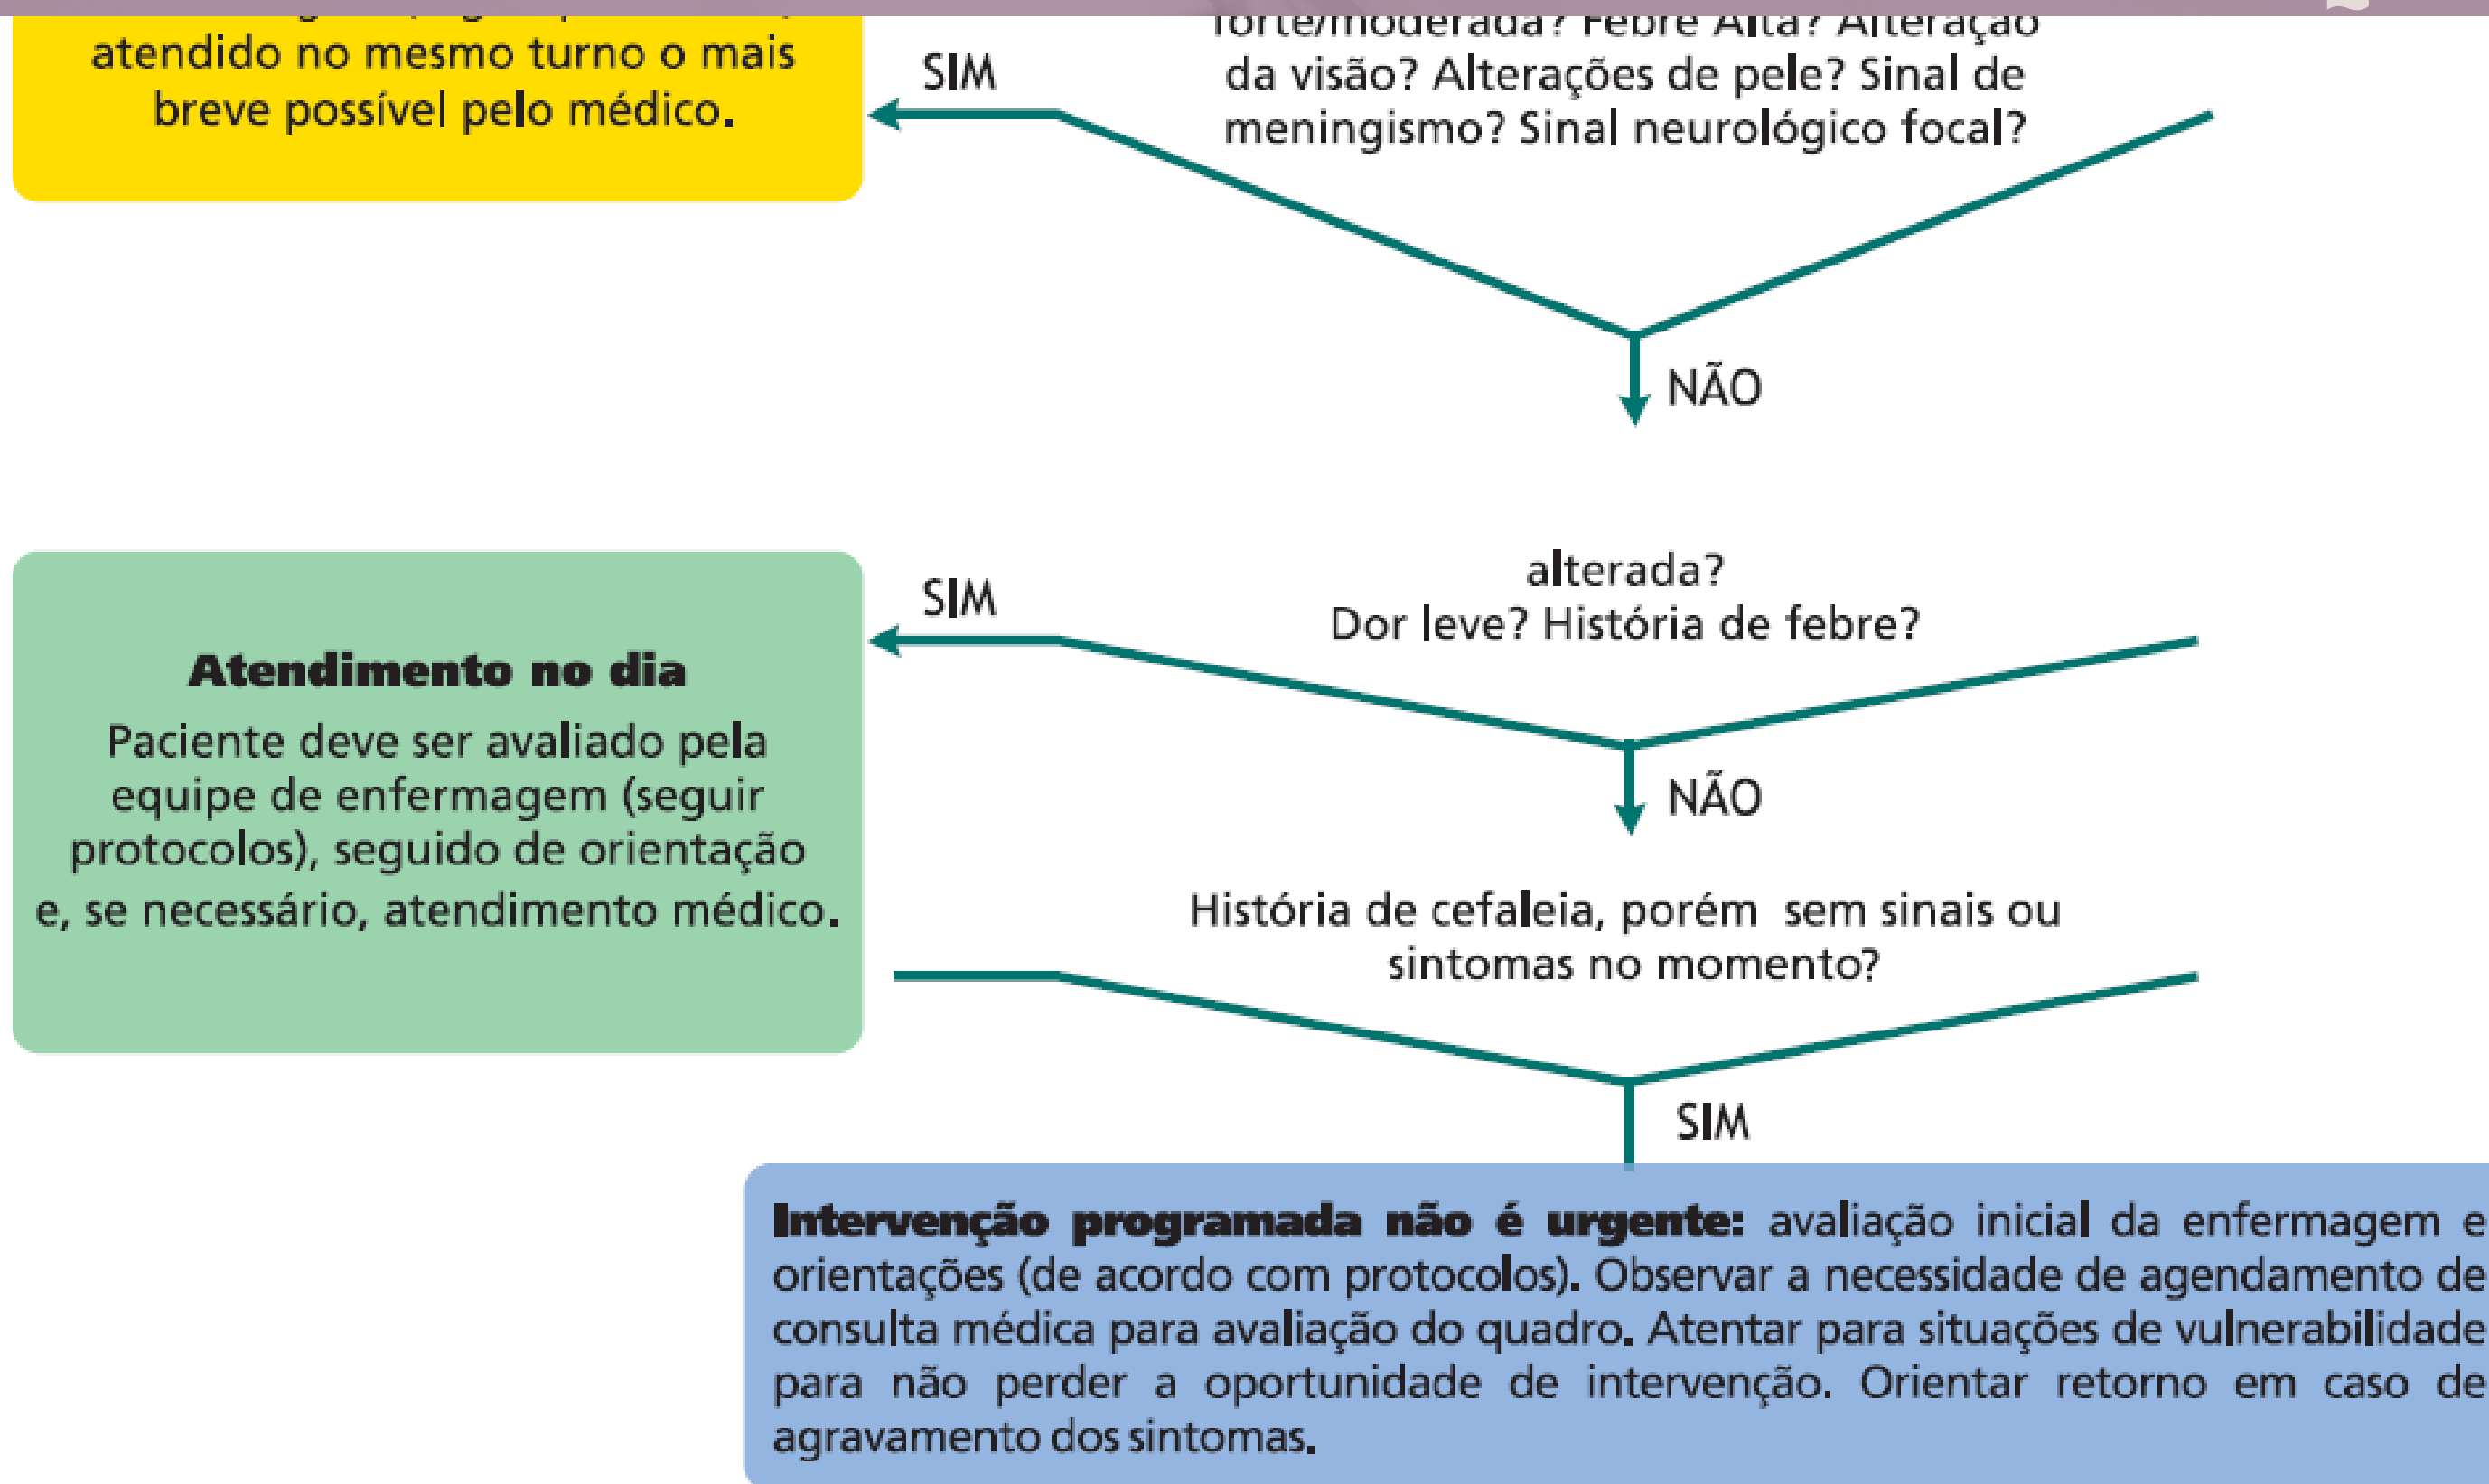 atendido no mesmo turno o mais
breve possível pelo médico.
SIM
forte/moderada? Febre Alta? Alteração
da visão? Alterações de pele? Sinal de
meningismo? Sinal neurológico focal?
NÃO
SIM
alterada?
Dor leve? História de febre?
Atendimento no dia
Paciente deve ser avaliado pela
equipe de enfermagem (seguir
protocolos), seguido de orientação
e, se necessário, atendimento médico.
NÃO
História de cefaleia, porém sem sinais ou
sintomas no momento?
SIM
Intervenção programada não é urgente: avaliação inicial da enfermagem e
orientações (de acordo com protocolos). Observar a necessidade de agendamento de
consulta médica para avaliação do quadro. Atentar para situações de vulnerabilidade
para não perder a oportunidade de intervenção. Orientar retorno em caso de
agravamento dos sintomas.